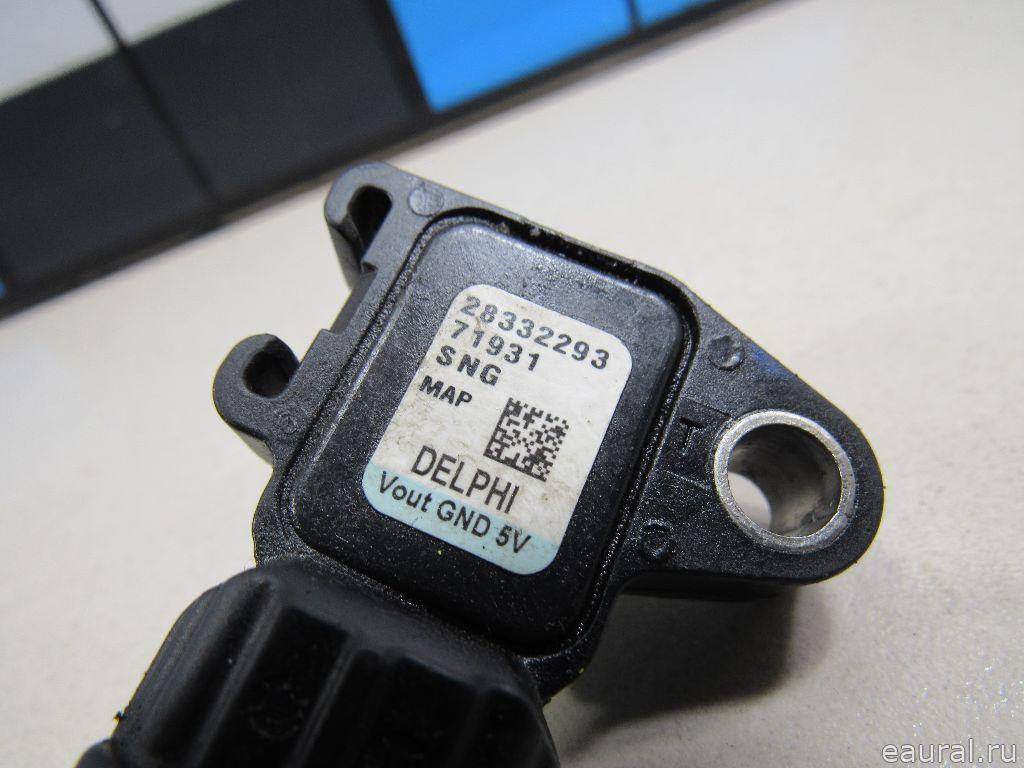 28332293
71931
SNG
MAP
DELPHI
Vout GND 5V
T
eaural.ru